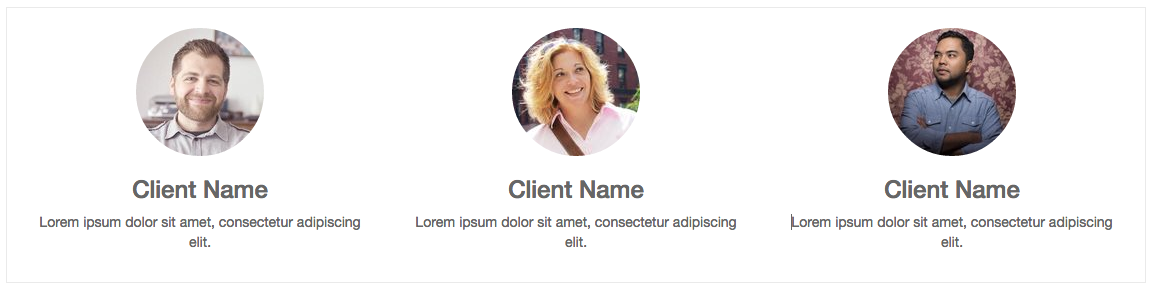 Client Name
Lorem ipsum dolor sit amet, consectetur adipiscing
elit.
Client Name
Lorem ipsum dolor sit amet, consectetur adipiscing
elit.
Client Name
Lorem ipsum dolor sit amet, consectetur adipiscing
elit.